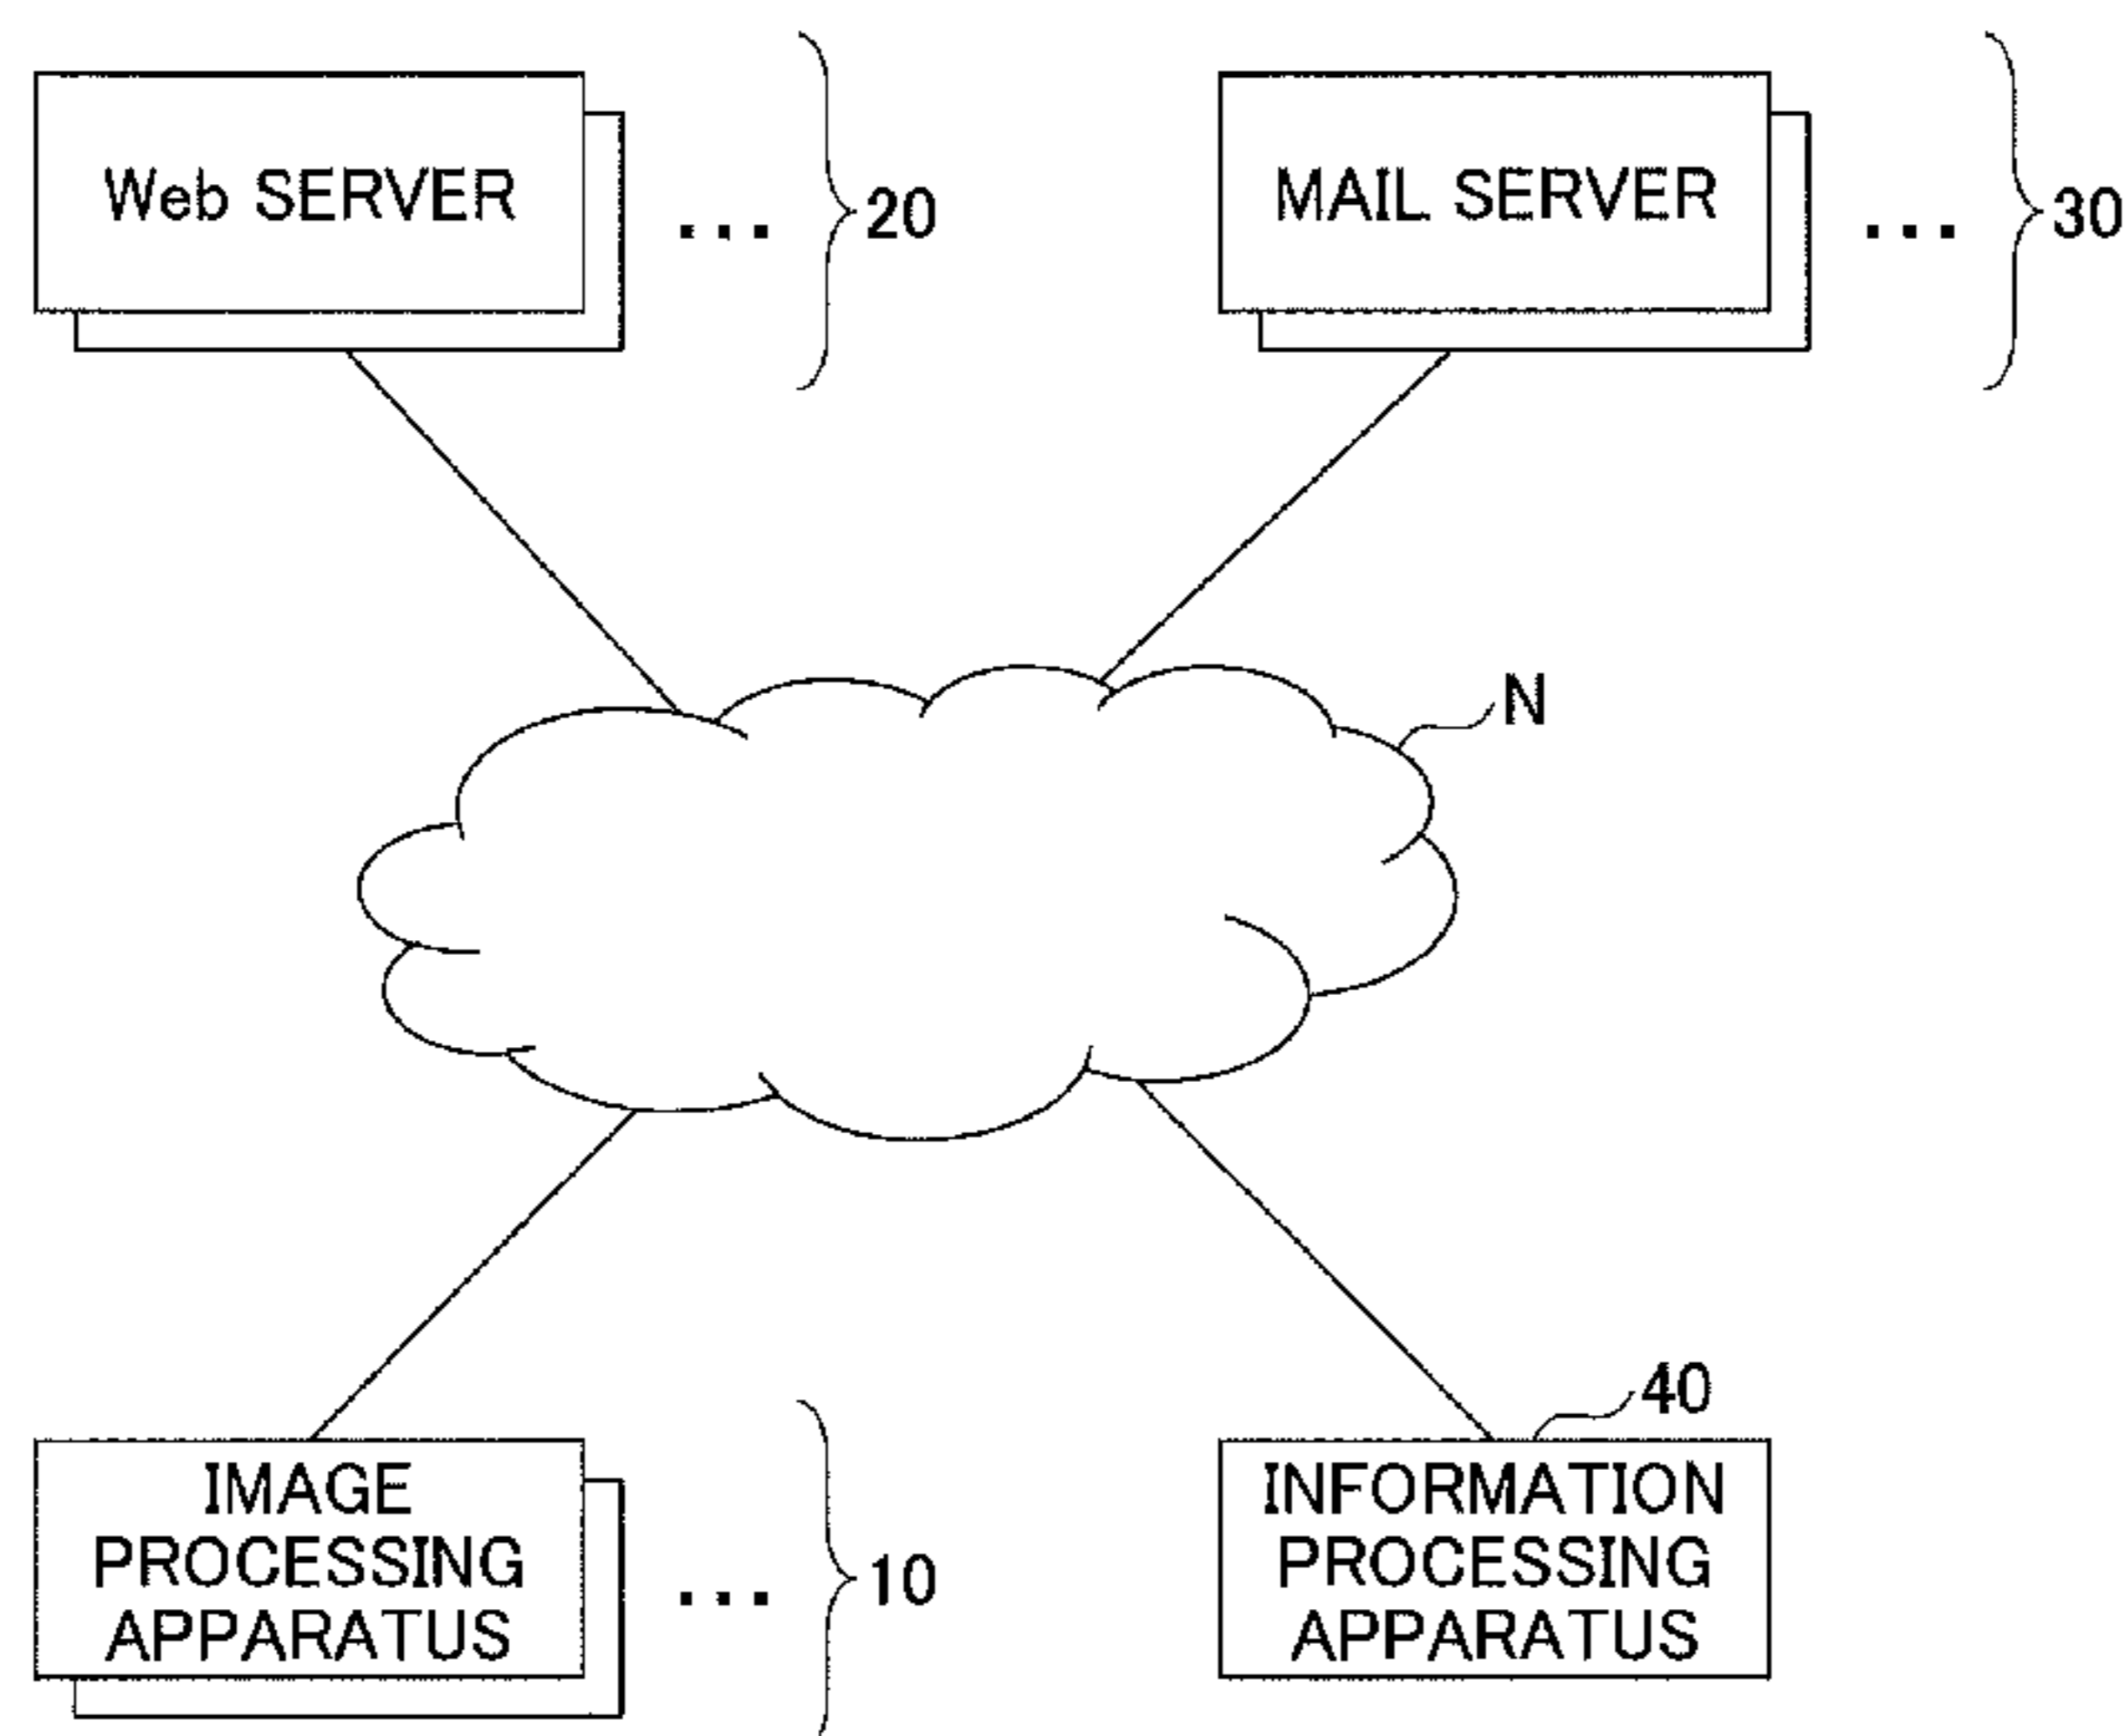 Web SERVER
... 20
MAIL SERVER
... 30
N
IMAGE
PROCESSING
APPARATUS
... 10
40
INFORMATION
PROCESSING
APPARATUS